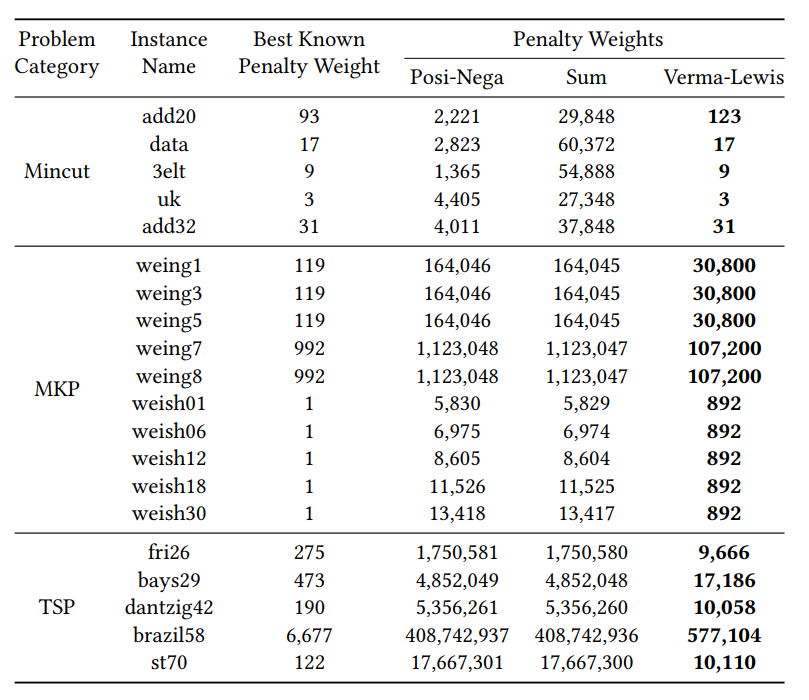 Problem Category Instance Name Best Known Penalty Weight Penalty Weights
Posi-Nega Sum Verma-Lewis
Mincut
add20 93 2,221 29,848 123
data 17 2,823 60,372 17
3elt 9 1,365 54,888 9
uk 3 4,405 27,348 3
add32 31 4,011 37,848 31
MKP
weing1 119 164,046 164,045 30,800
weing3 119 164,046 164,045 30,800
weing5 119 164,046 164,045 30,800
weing7 992 1,123,048 1,123,047 107,200
weing8 992 1,123,048 1,123,047 107,200
weish01 1 5,830 5,829 892
weish06 1 6,975 6,974 892
weish12 1 8,605 8,604 892
weish18 1 11,526 11,525 892
weish30 1 13,418 13,417 892
TSP
fri26 275 1,750,581 1,750,580 9,666
bays29 473 4,852,049 4,852,048 17,186
dantzig42 190 5,356,261 5,356,260 10,058
brazil58 6,677 408,742,937 408,742,936 577,104
st70 122 17,667,301 17,667,300 10,110